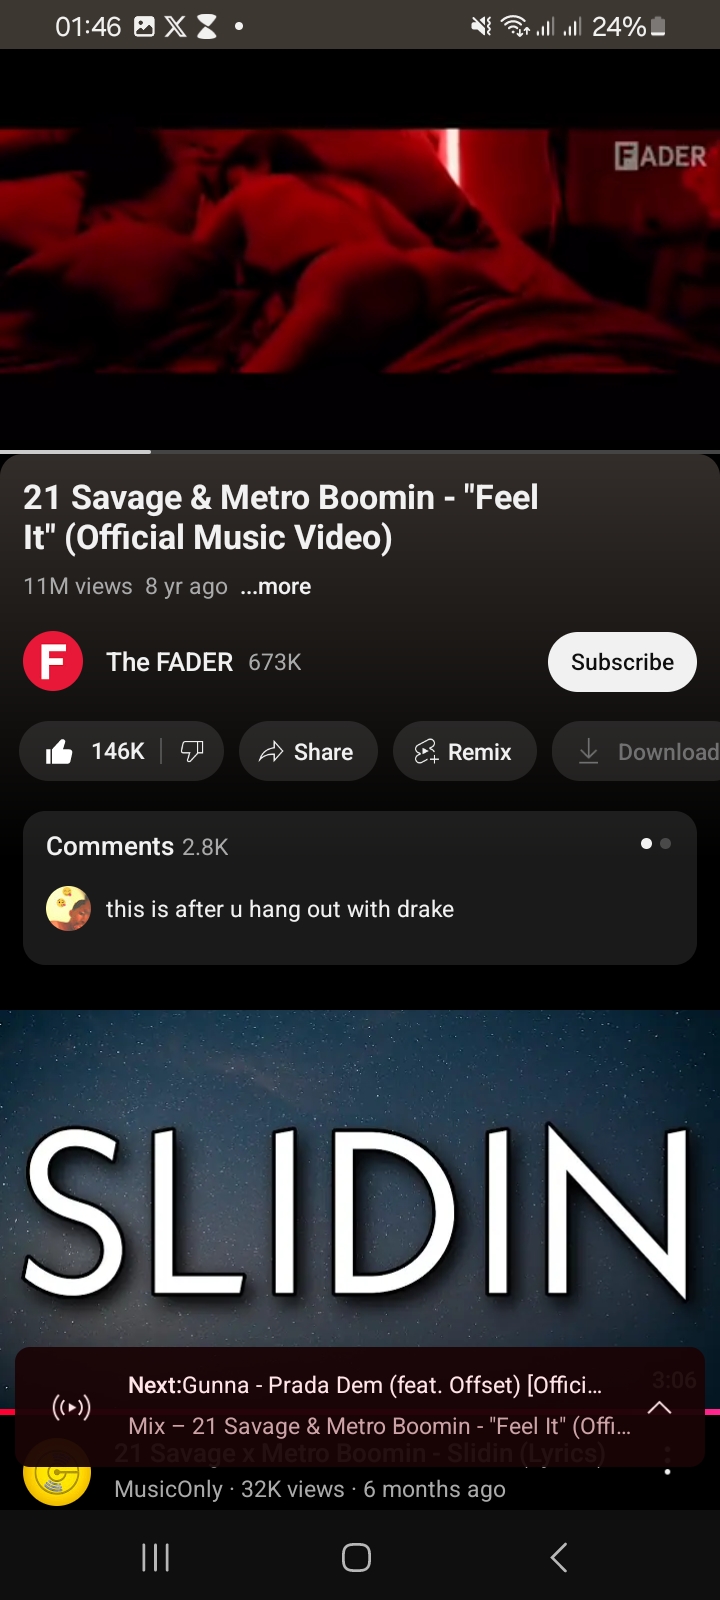 01:46
24%
FADER
21 Savage & Metro Boomin - "Feel
It" (Official Music Video)
11M views 8 yr ago ...more
F
The FADER 673K
Subscribe
146K
Share
Remix
Download
Comments 2.8K
this is after u hang out with drake
SLIDIN
3:06
Next:Gunna - Prada Dem (feat. Offset) [Offici...
Mix – 21 Savage & Metro Boomin - "Feel It" (Offi...
21 Savage x Metro Boomin - Slidin (Lyrics)
MusicOnly · 32K views · 6 months ago